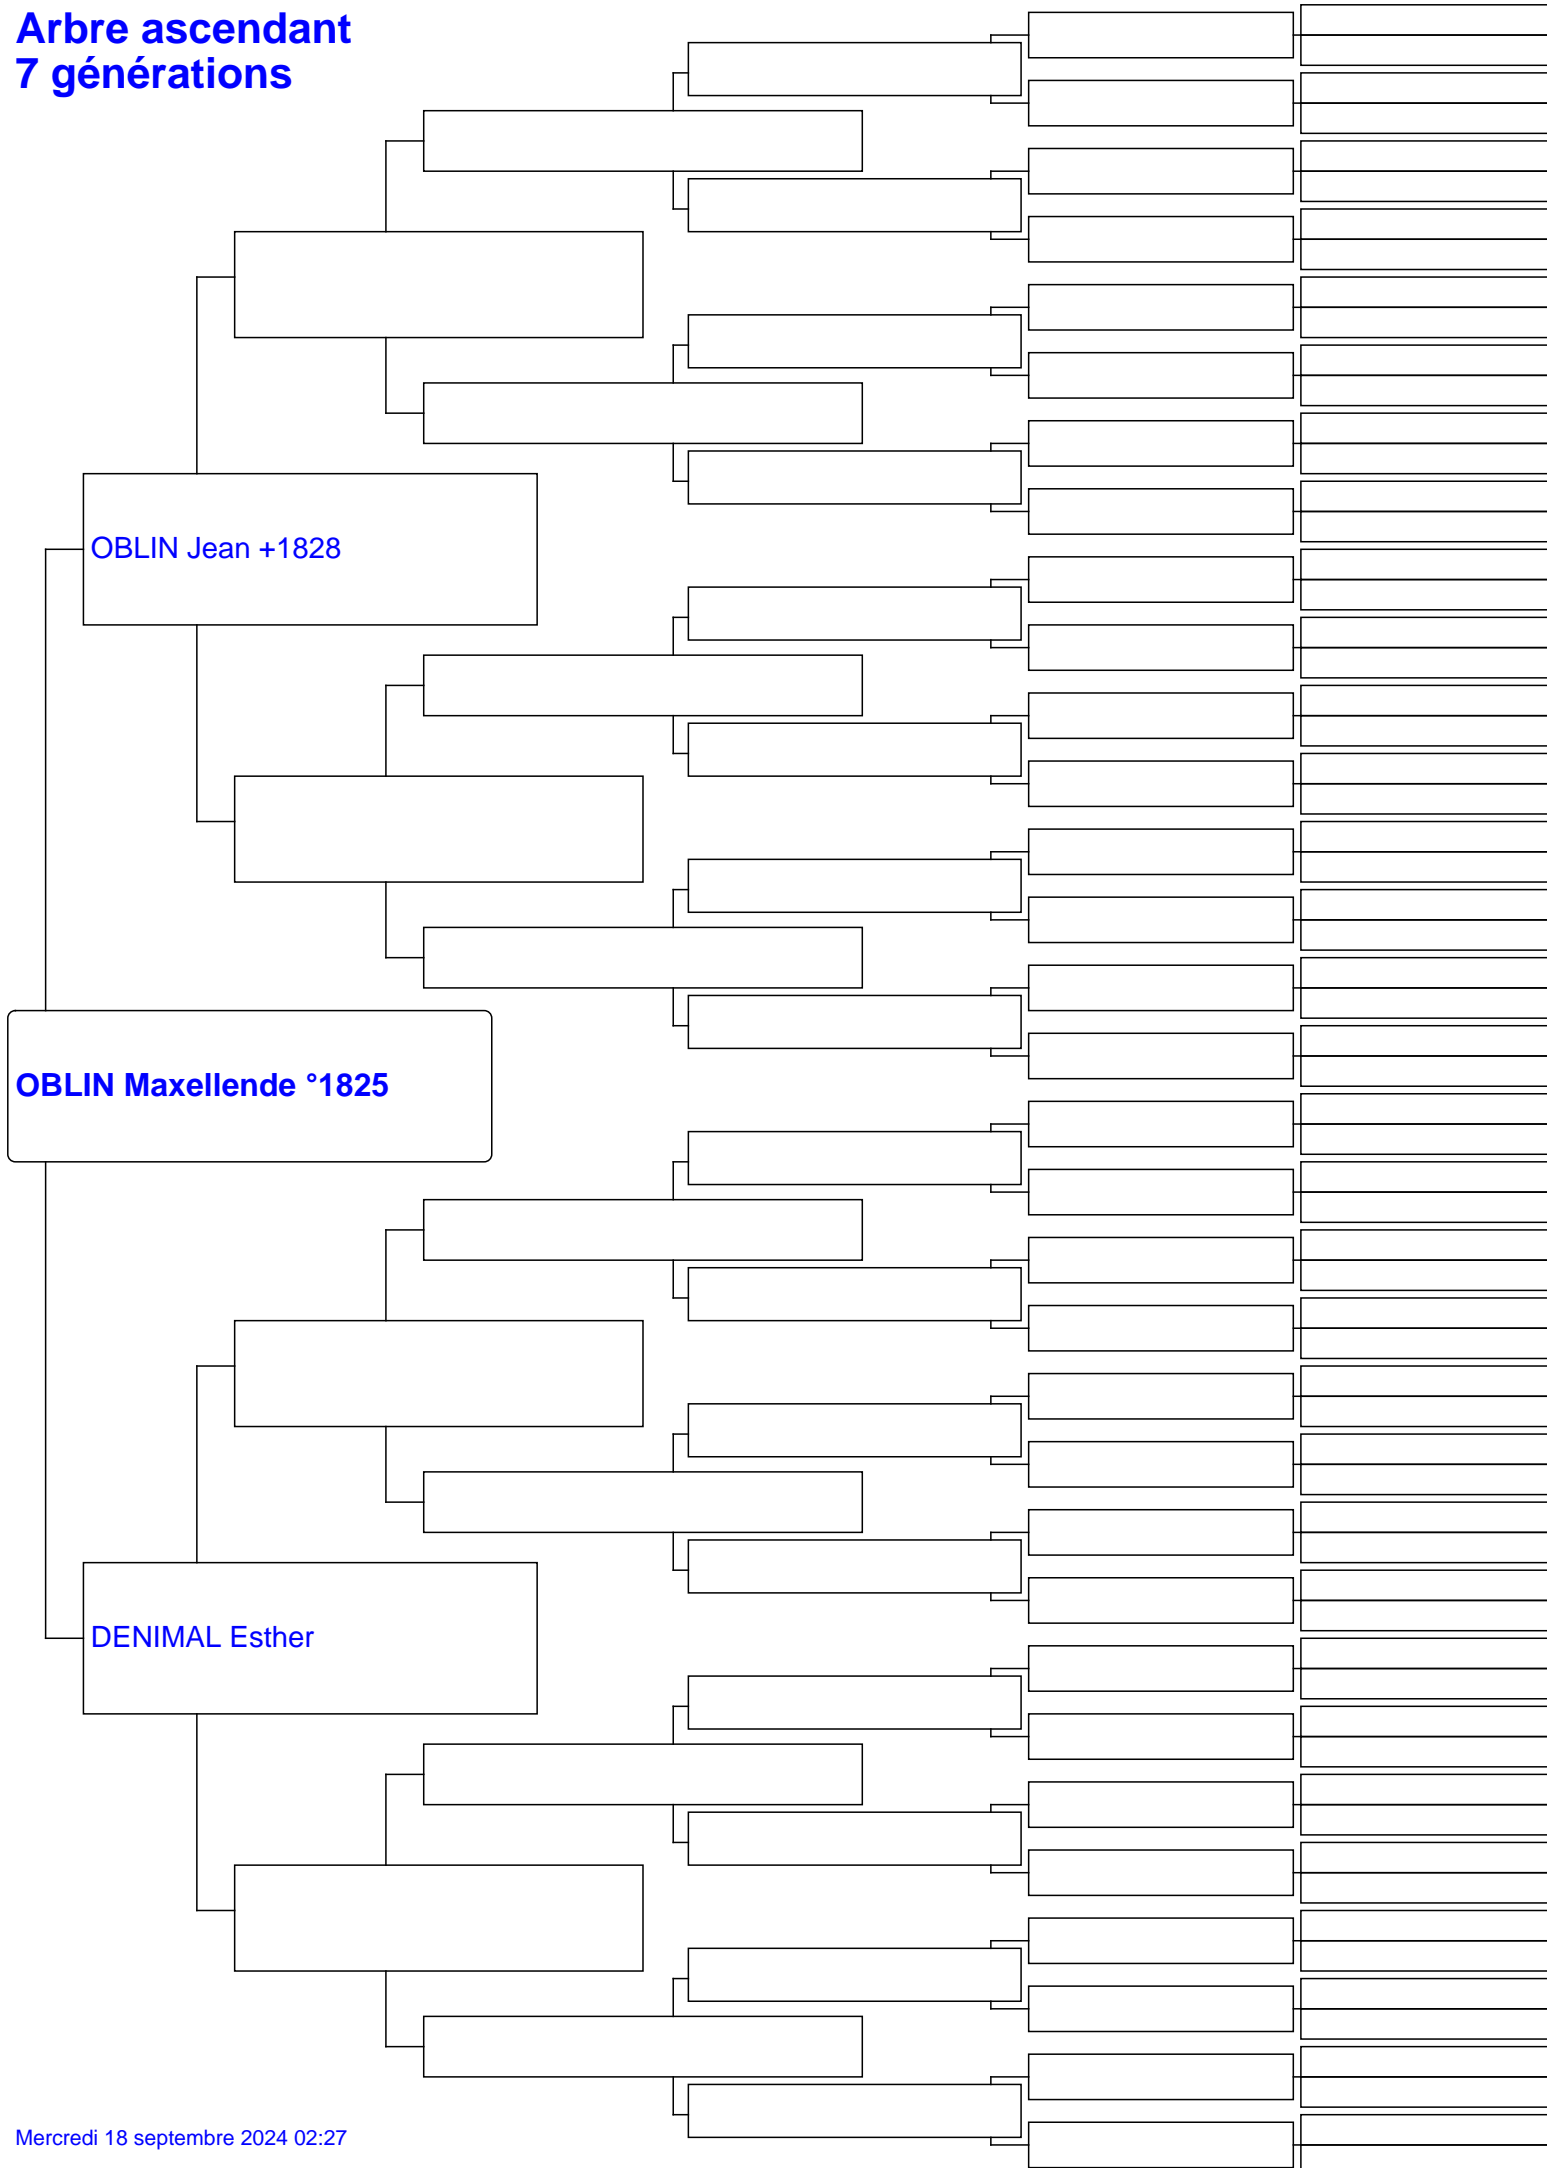 Arbre ascendant
7 générations
OBLIN Jean +1828
OBLIN Maxellende °1825
DENIMAL Esther
Mercredi 18 septembre 2024 02:27